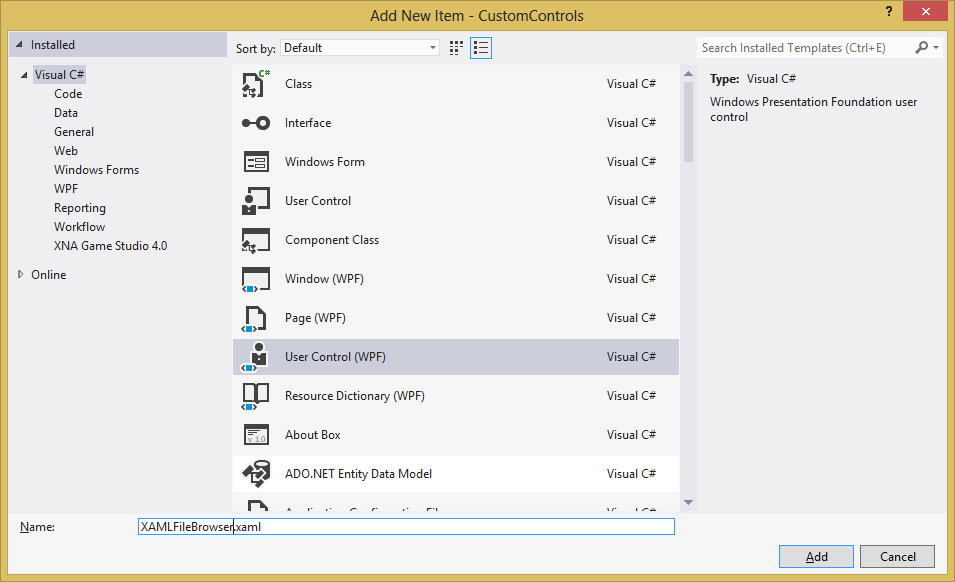 Add New Item - CustomControls
?
Installed
Sort by: Default
Search Installed Templates (Ctrl+E)
Visual C#
Code
Data
General
Web
Windows Forms
WPF
Reporting
Workflow
XNA Game Studio 4.0
Online
C#
Class Visual C#
Interface Visual C#
Windows Form Visual C#
User Control Visual C#
Component Class Visual C#
Window (WPF) Visual C#
Page (WPF) Visual C#
User Control (WPF) Visual C#
Resource Dictionary (WPF) Visual C#
v. 1.0
About Box Visual C#
ADO.NET Entity Data Model Visual C#
Type: Visual C#
Windows Presentation Foundation user
control
Name: XAMLFileBrowser.xaml
Add Cancel